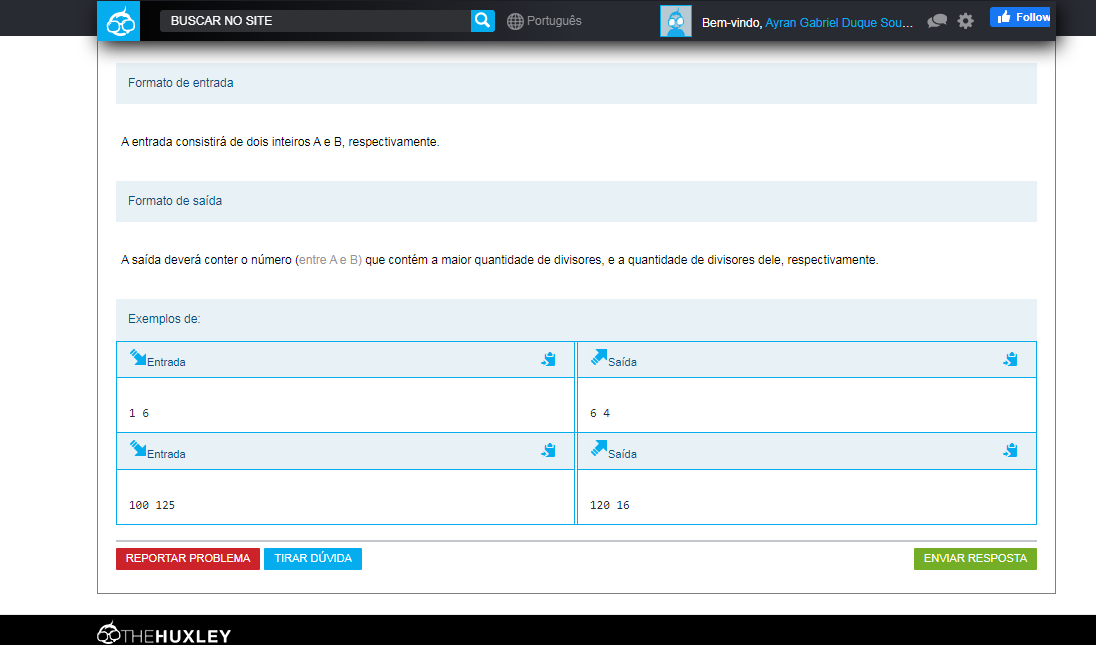 BUSCAR NO SITE
Português
Bem-vindo, Ayran Gabriel Duque Sou...
Follow
Formato de entrada
A entrada consistirá de dois inteiros A e B, respectivamente.
Formato de saída
A saída deverá conter o número (entre A e B) que contém a maior quantidade de divisores, e a quantidade de divisores dele, respectivamente.
Exemplos de:
Entrada
Saída
1 6
6 4
Entrada
Saída
100 125
120 16
REPORTAR PROBLEMA
TIRAR DÚVIDA
ENVIAR RESPOSTA
THEHUXLEY